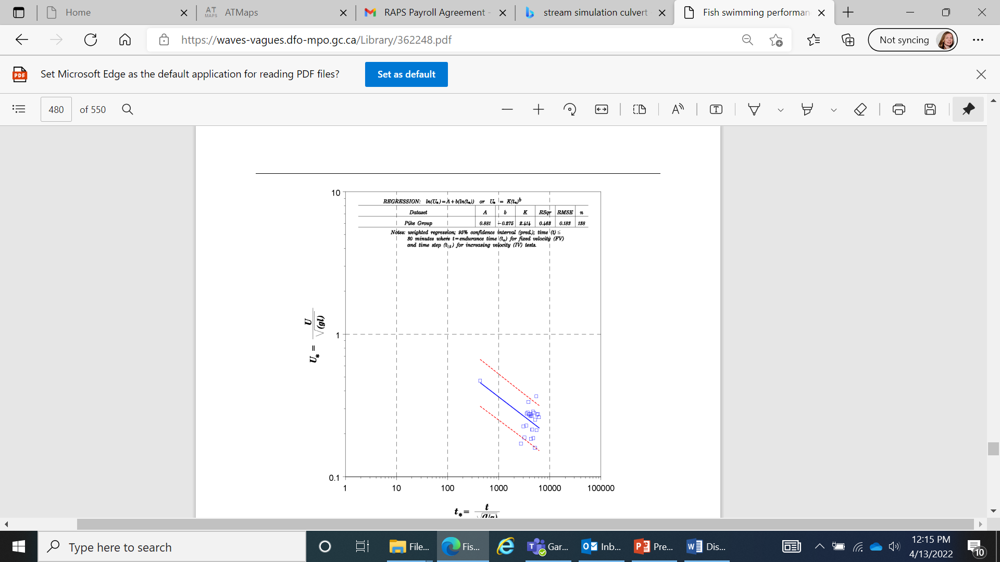 Home
ATMaps
RAPS Payroll Agreement -
stream simulation culvert
Fish swimming performan
https://waves-vagues.dfo-mpo.gc.ca/Library/362248.pdf
Not syncing
Set Microsoft Edge as the default application for reading PDF files?
Set as default
480 of 550
10
REGRESSION: ln(U*)=A+b(ln(t*)) or U* = K(t*)^b
Dataset A b K RSqr RMSE n
Pike Group 0.881 -0.275 2.414 0.463 0.183 138
Notes: weighted regression; 95% confidence interval (pred.); time (t) ≤
30 minutes where t=endurance time (te) for fixed velocity (FV)
and time step (t△t) for increasing velocity (IV) tests.
U* = U/√(gl)
1
0.1
1 10 100 1000 10000 100000
t* = t/√(l/g)
Type here to search
File...
Fis...
Gar...
Inb...
Pre...
Dis...
12:15 PM
4/13/2022
10